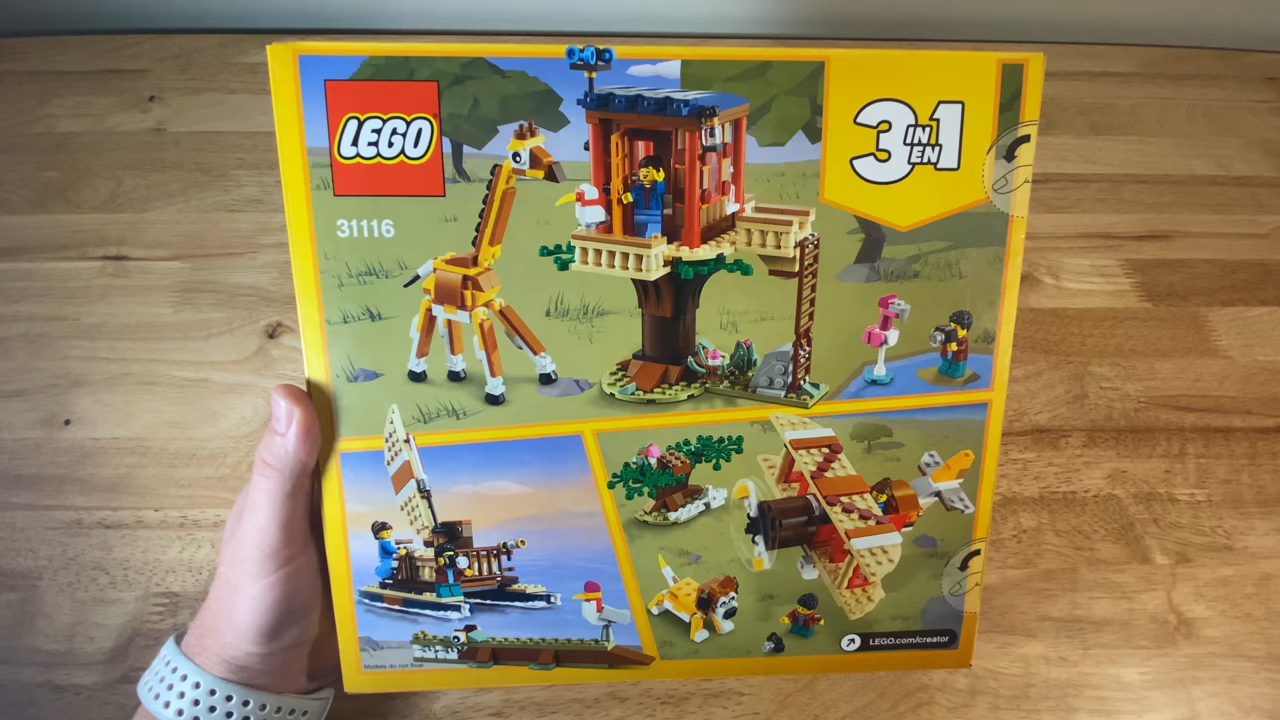 LEGO
31116
3 IN 1
EN
Models do not float
LEGO.com/creator